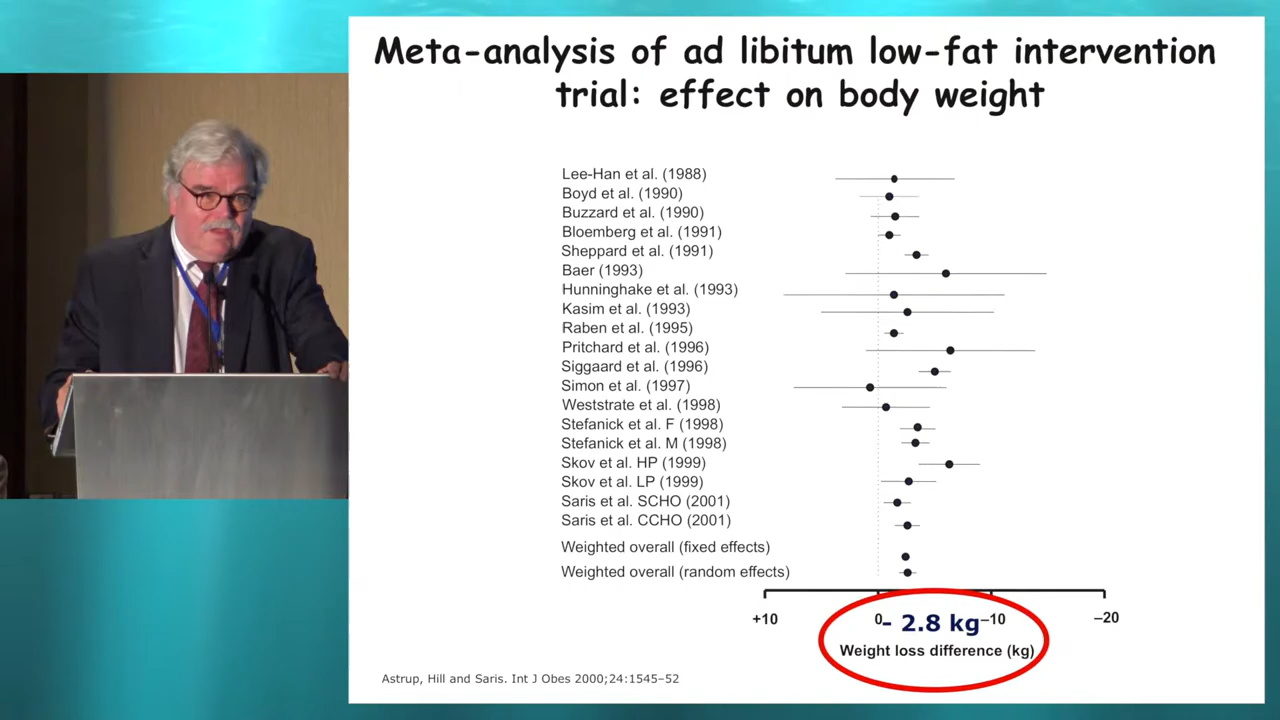 Meta-analysis of ad libitum low-fat intervention
trial: effect on body weight
Lee-Han et al. (1988)
Boyd et al. (1990)
Buzzard et al. (1990)
Bloemberg et al. (1991)
Sheppard et al. (1991)
Baer (1993)
Hunninghake et al. (1993)
Kasim et al. (1993)
Raben et al. (1995)
Pritchard et al. (1996)
Siggaard et al. (1996)
Simon et al. (1997)
Weststrate et al. (1998)
Stefanick et al. F (1998)
Stefanick et al. M (1998)
Skov et al. HP (1999)
Skov et al. LP (1999)
Saris et al. SCHO (2001)
Saris et al. CCHO (2001)
Weighted overall (fixed effects)
Weighted overall (random effects)
+10 0 - 2.8 kg –10 –20
Weight loss difference (kg)
Astrup, Hill and Saris. Int J Obes 2000;24:1545–52